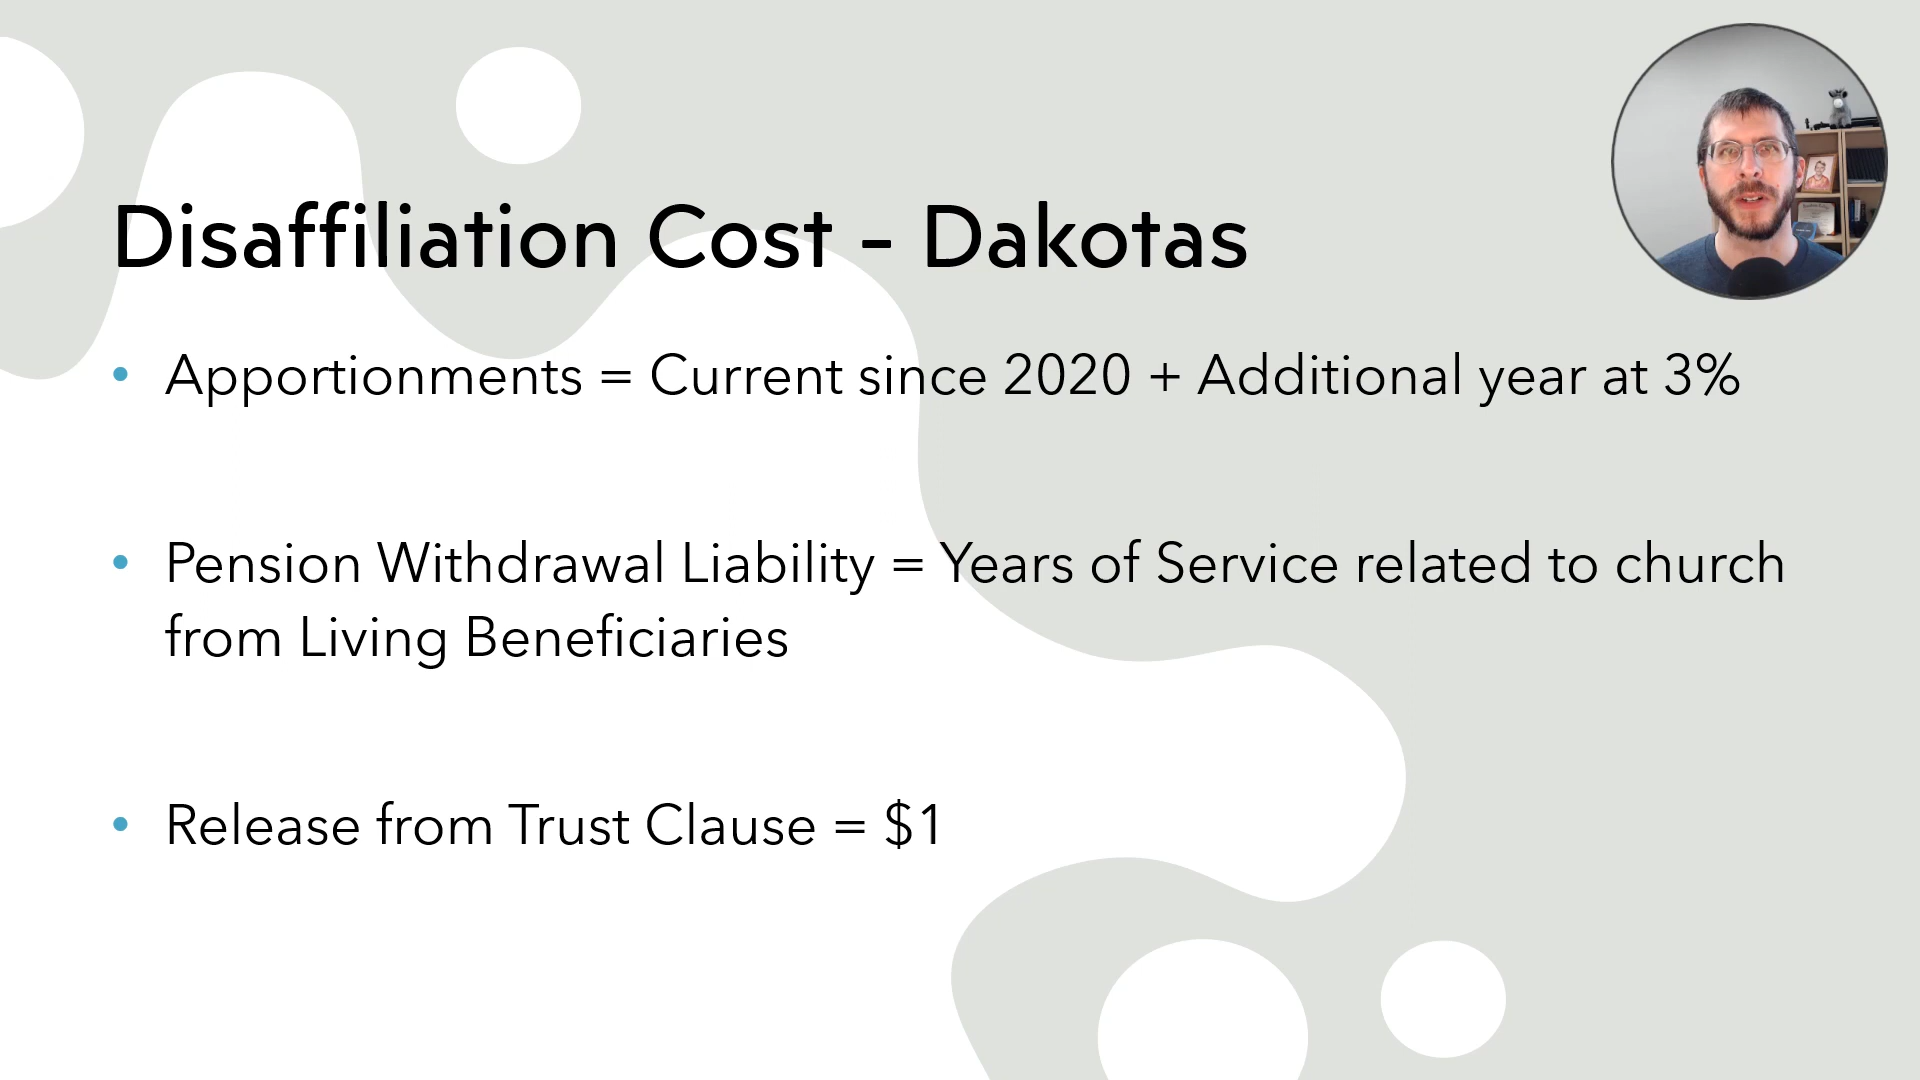 Disaffiliation Cost - Dakotas
• Apportionments = Current since 2020 + Additional year at 3%
• Pension Withdrawal Liability = Years of Service related to church
from Living Beneficiaries
• Release from Trust Clause = $1